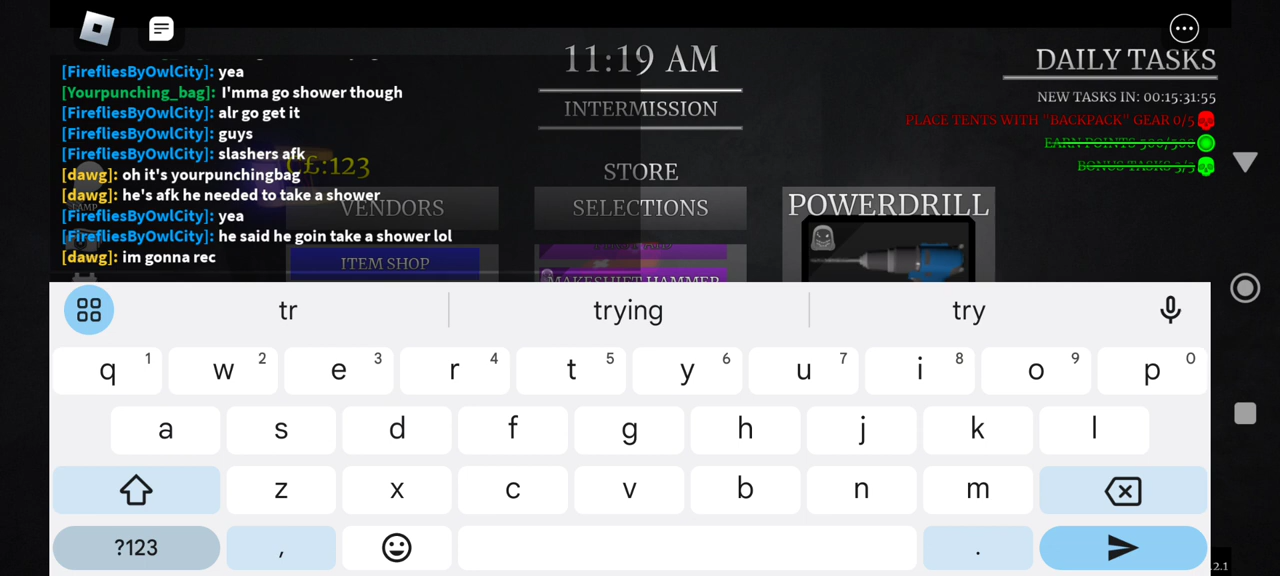 11:19 AM
INTERMISSION
[FirefliesByOwlCity]: yea
[Yourpunching_bag]: I'mma go shower though
[FirefliesByOwlCity]: alr go get it
[FirefliesByOwlCity]: guys
[FirefliesByOwlCity]: slashers afk
[dawg]: oh it's yourpunchingbag
[dawg]: he's afk he needed to take a shower
[FirefliesByOwlCity]: yea
[FirefliesByOwlCity]: he said he goin take a shower lol
[dawg]: im gonna rec
DAILY TASKS
NEW TASKS IN: 00:15:31:55
PLACE TENTS WITH "BACKPACK" GEAR 0/5
EARN POINTS 500/500
BONUS TASKS 3/3
C£:123
VENDORS
ITEM SHOP
STORE
SELECTIONS
MAKESHIFT HAMMER
POWERDRILL
tr trying try
q 1 w 2 e 3 r 4 t 5 y 6 u 7 i 8 o 9 p 0
a s d f g h j k l
z x c v b n m
?123 , .
.2.1